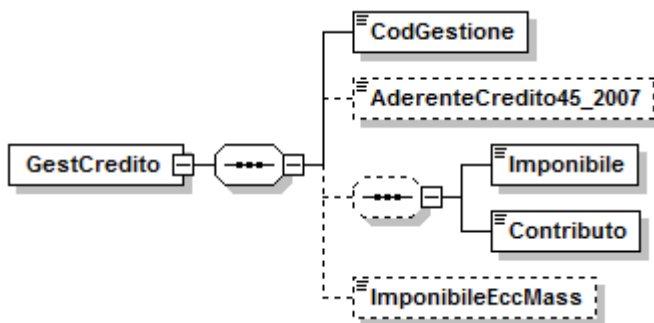 CodGestione
AderenteCredito45_2007
GestCredito
Imponibile
Contributo
ImponibileEccMass